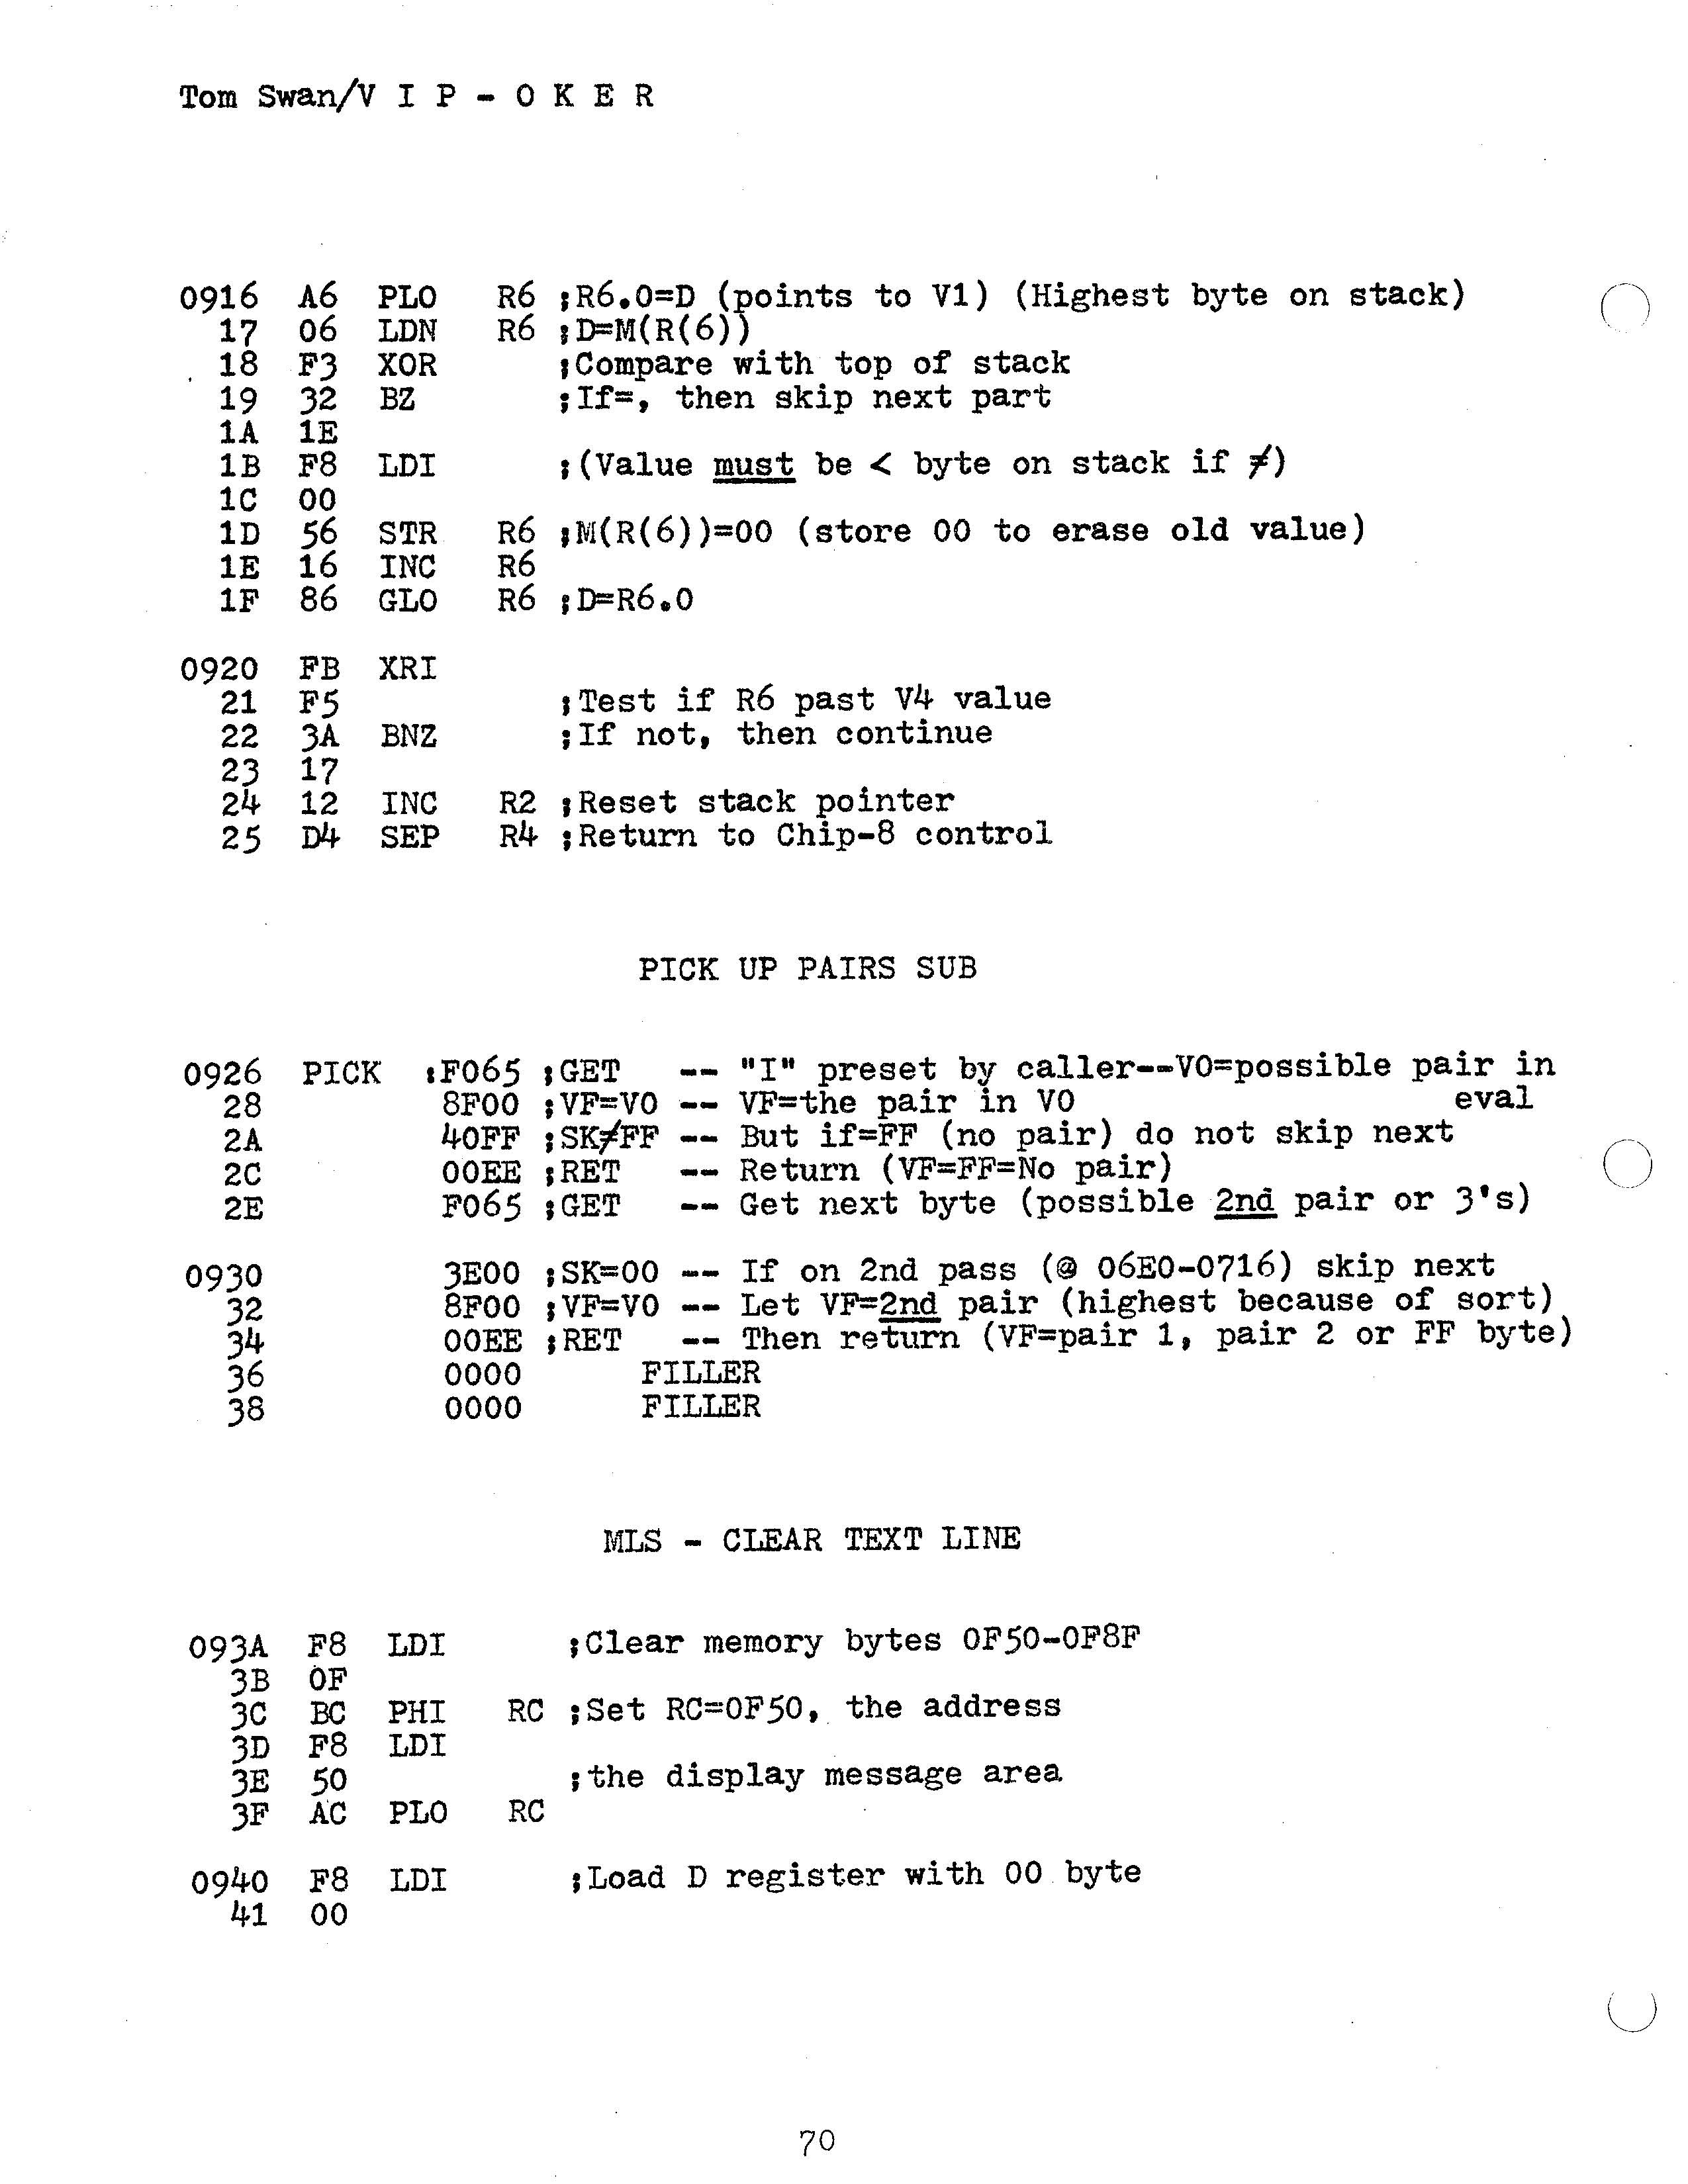 Tom Swan/V I P - O K E R
0916 A6 PLO R6 ;R6.0=D (points to V1) (Highest byte on stack)
17 06 LDN R6 ;D=M(R(6))
18 F3 XOR ;Compare with top of stack
19 32 BZ ;If=, then skip next part
1A 1E
1B F8 LDI ;(Value must be < byte on stack if ≠)
1C 00
1D 56 STR R6 ;M(R(6))=00 (store 00 to erase old value)
1E 16 INC R6
1F 86 GLO R6 ;D=R6.0
0920 FB XRI
21 F5 ;Test if R6 past V4 value
22 3A BNZ ;If not, then continue
23 17
24 12 INC R2 ;Reset stack pointer
25 D4 SEP R4 ;Return to Chip-8 control
PICK UP PAIRS SUB
0926 PICK :F065 ;GET -- "I" preset by caller--V0=possible pair in
28 8F00 ;VF=V0 -- VF=the pair in V0 eval
2A 40FF ;SK≠FF -- But if=FF (no pair) do not skip next
2C 00EE ;RET -- Return (VF=FF=No pair)
2E F065 ;GET -- Get next byte (possible 2nd pair or 3's)
0930 3E00 ;SK=00 -- If on 2nd pass (@ 06E0-0716) skip next
32 8F00 ;VF=V0 -- Let VF=2nd pair (highest because of sort)
34 00EE ;RET -- Then return (VF=pair 1, pair 2 or FF byte)
36 0000 FILLER
38 0000 FILLER
MLS - CLEAR TEXT LINE
093A F8 LDI ;Clear memory bytes 0F50-0F8F
3B 0F
3C BC PHI RC ;Set RC=0F50, the address
3D F8 LDI
3E 50 ;the display message area
3F AC PLO RC
0940 F8 LDI ;Load D register with 00 byte
41 00
70